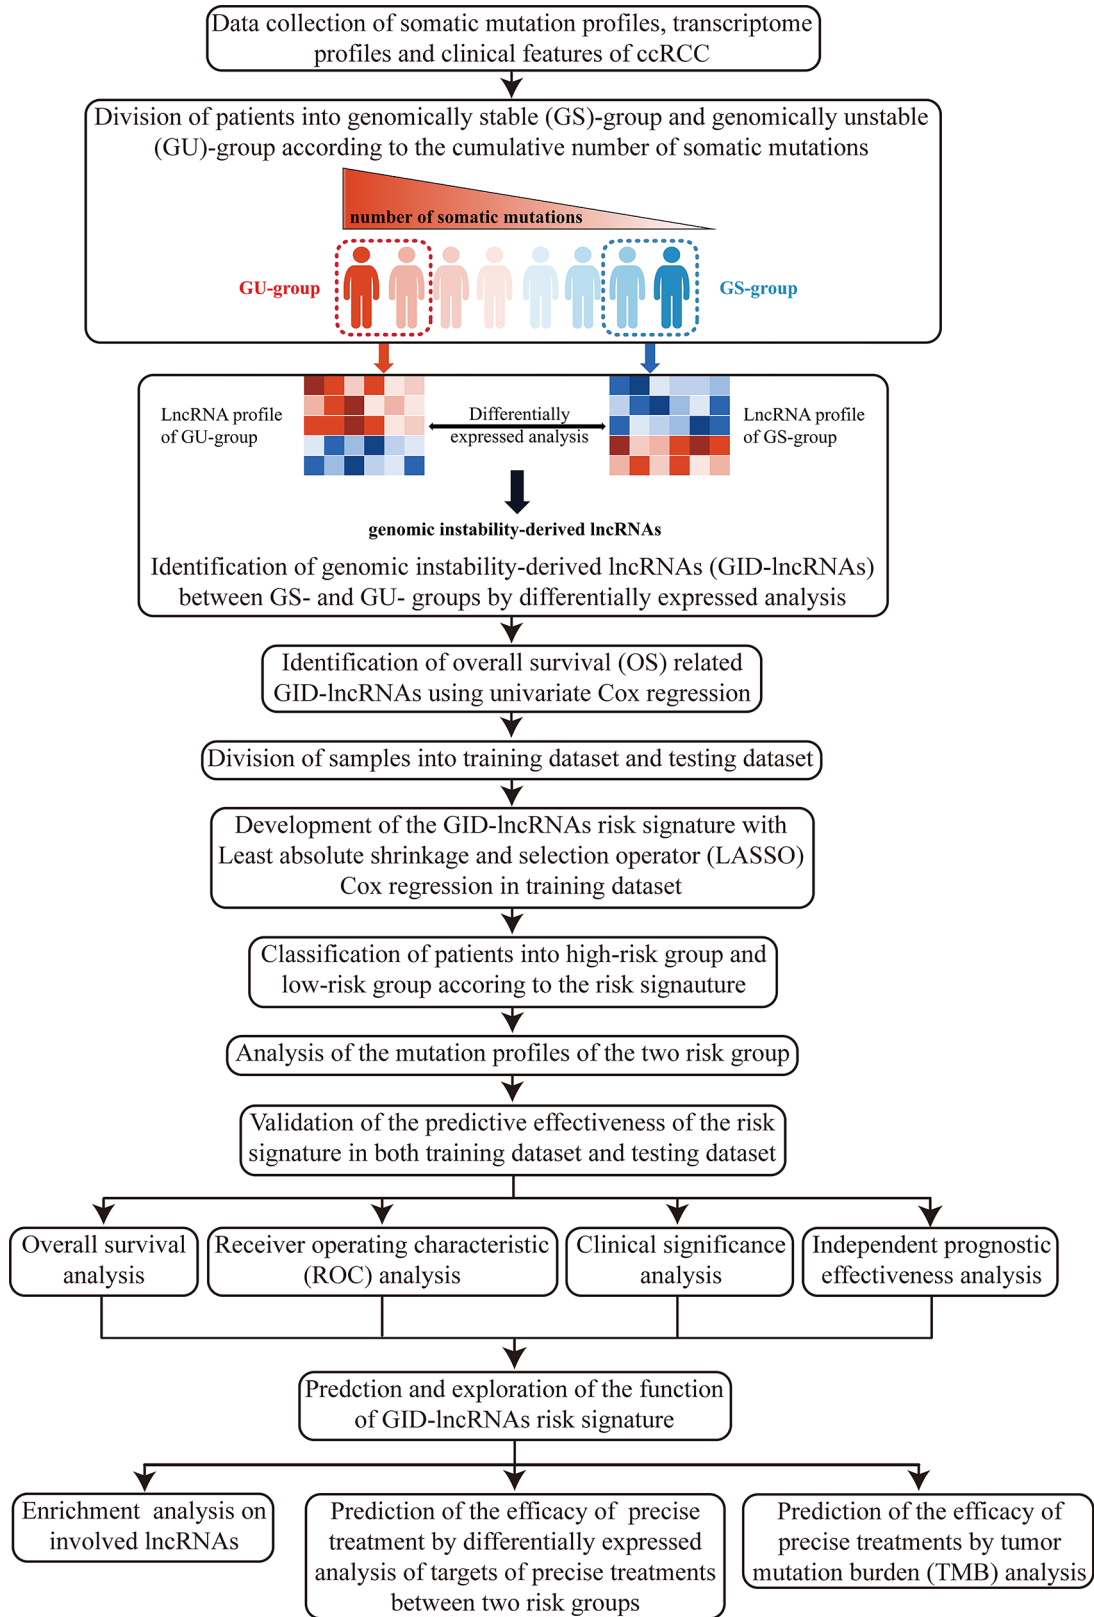 Data collection of somatic mutation profiles, transcriptome
profiles and clinical features of ccRCC
Division of patients into genomically stable (GS)-group and genomically unstable
(GU)-group according to the cumulative number of somatic mutations
number of somatic mutations
GU-group
GS-group
LncRNA profile
of GU-group
Differentially
expressed analysis
LncRNA profile
of GS-group
genomic instability-derived lncRNAs
Identification of genomic instability-derived lncRNAs (GID-lncRNAs)
between GS- and GU- groups by differentially expressed analysis
Identification of overall survival (OS) related
GID-lncRNAs using univariate Cox regression
Division of samples into training dataset and testing dataset
Development of the GID-lncRNAs risk signature with
Least absolute shrinkage and selection operator (LASSO)
Cox regression in training dataset
Classification of patients into high-risk group and
low-risk group accoring to the risk signauture
Analysis of the mutation profiles of the two risk group
Validation of the predictive effectiveness of the risk
signature in both training dataset and testing dataset
Overall survival
analysis
Receiver operating characteristic
(ROC) analysis
Clinical significance
analysis
Independent prognostic
effectiveness analysis
Predction and exploration of the function
of GID-lncRNAs risk signature
Enrichment analysis on
involved lncRNAs
Prediction of the efficacy of precise
treatment by differentially expressed
analysis of targets of precise treatments
between two risk groups
Prediction of the efficacy of
precise treatments by tumor
mutation burden (TMB) analysis